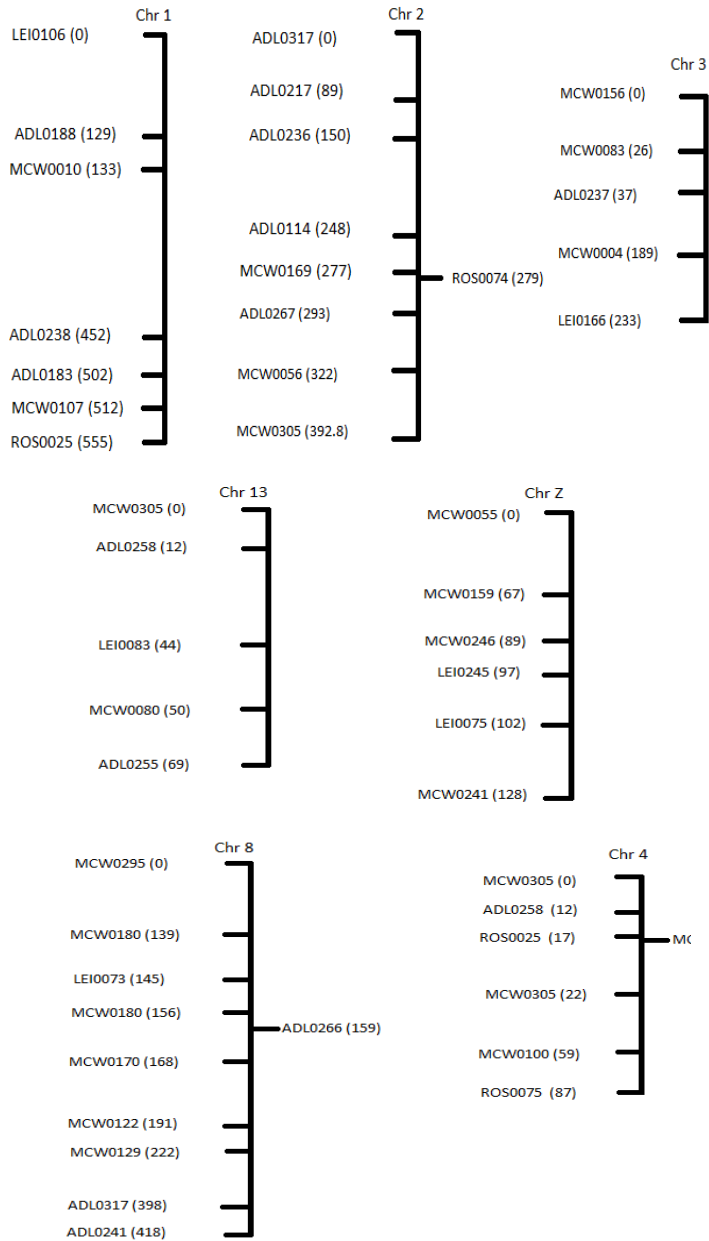 Chr 1
LEI0106 (0)
ADL0188 (129)
MCW0010 (133)
ADL0238 (452)
ADL0183 (502)
MCW0107 (512)
ROS0025 (555)
Chr 2
ADL0317 (0)
ADL0217 (89)
ADL0236 (150)
ADL0114 (248)
MCW0169 (277)
ROS0074 (279)
ADL0267 (293)
MCW0056 (322)
MCW0305 (392.8)
Chr 3
MCW0156 (0)
MCW0083 (26)
ADL0237 (37)
MCW0004 (189)
LEI0166 (233)
Chr 13
MCW0305 (0)
ADL0258 (12)
LEI0083 (44)
MCW0080 (50)
ADL0255 (69)
Chr Z
MCW0055 (0)
MCW0159 (67)
MCW0246 (89)
LEI0245 (97)
LEI0075 (102)
MCW0241 (128)
Chr 8
MCW0295 (0)
MCW0180 (139)
LEI0073 (145)
MCW0180 (156)
ADL0266 (159)
MCW0170 (168)
MCW0122 (191)
MCW0129 (222)
ADL0317 (398)
ADL0241 (418)
Chr 4
MCW0305 (0)
ADL0258 (12)
ROS0025 (17)
MCW0305 (22)
MCW0100 (59)
ROS0075 (87)